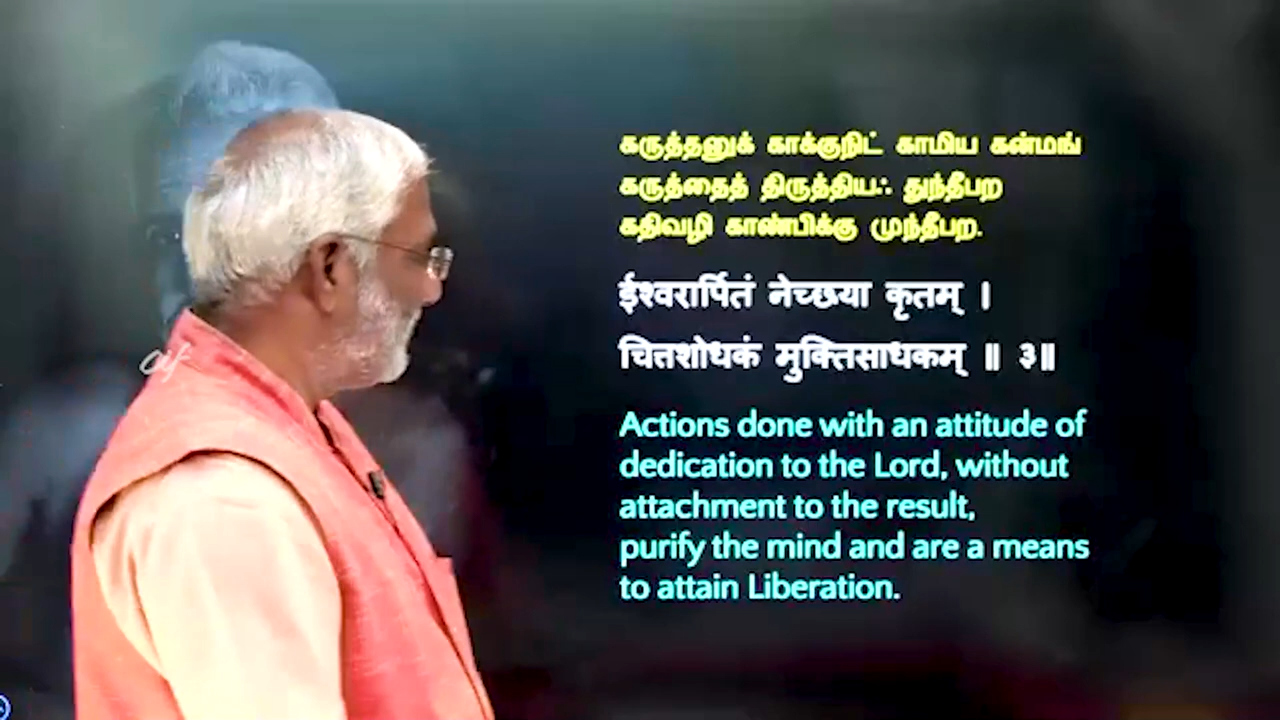 கருத்தனுக் காக்குநிட் காமிய கன்மங்
கருத்தைத் திருத்தியஃ துந்தீபற
கதிவழி காண்பிக்கு முந்தீபற.
ईश्वरार्पितं नेच्छया कृतम् ।
चित्तशोधकं मुक्तिसाधकम् ॥ ३॥
Actions done with an attitude of
dedication to the Lord, without
attachment to the result,
purify the mind and are a means
to attain Liberation.